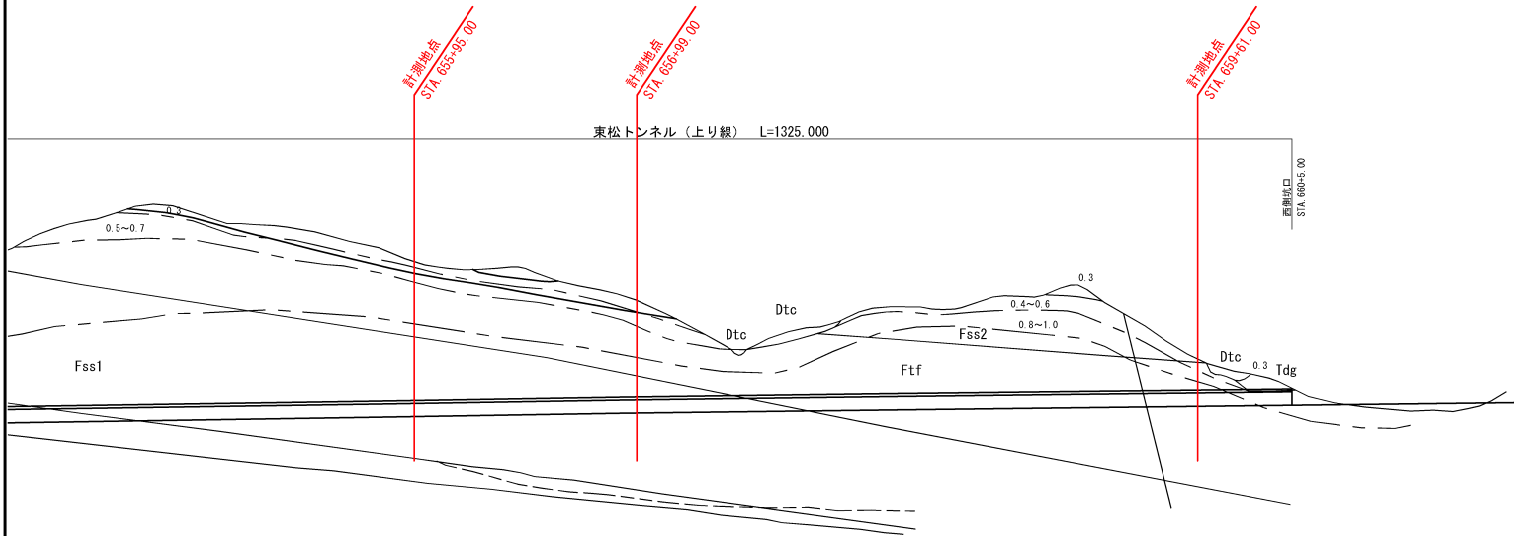 計測地点
STA.655+95.00
計測地点
STA.656+99.00
計測地点
STA.659+61.00
東松トンネル（上り線） L=1325.000
西側坑口
STA.660+5.00
0.3
0.5～0.7
0.3
Dtc
0.4～0.6
0.8～1.0
Dtc
Fss2
Dtc
0.3
Tdg
Fss1
Ftf